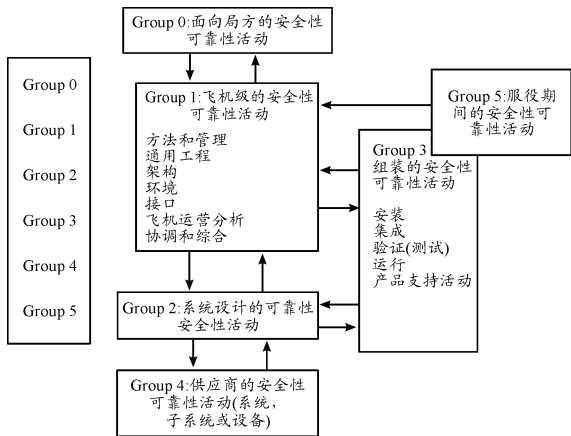 Group 0:面向局方的安全性
可靠性活动
Group 0
Group 1
Group 2
Group 3
Group 4
Group 5
Group 1:飞机级的安全性
可靠性活动
方法和管理
通用工程
架构
环境
接口
飞机运营分析
协调和综合
Group 5:服役期
间的安全性可
靠性活动
Group 3
组装的安全性
可靠性活动
安装
集成
验证(测试)
运行
产品支持活动
Group 2:系统设计的可靠性
安全性活动
Group 4:供应商的安全性
可靠性活动(系统,
子系统或设备)